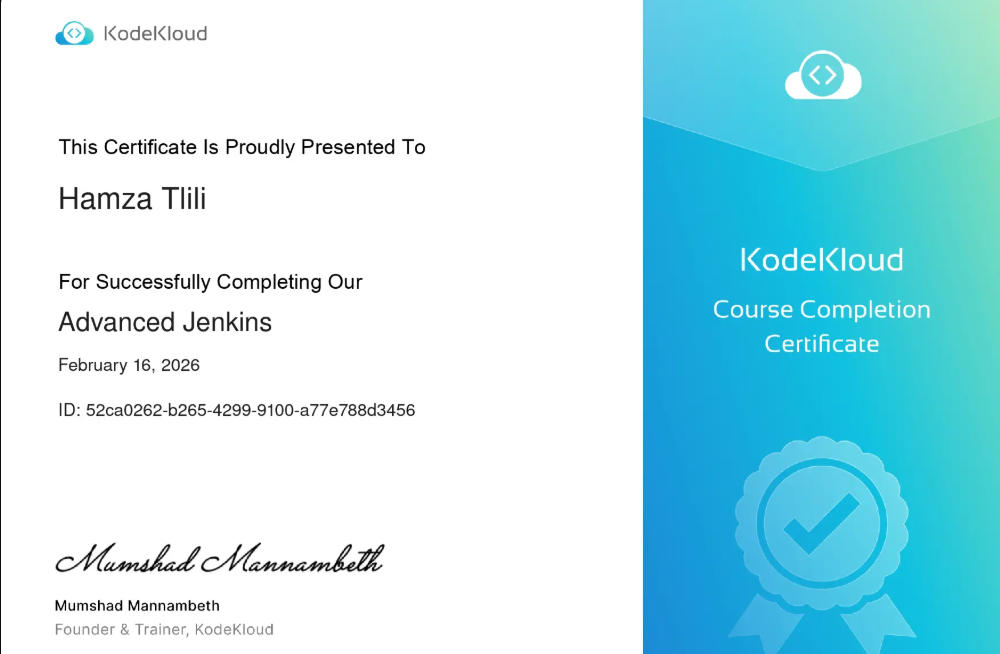 KodeKloud
This Certificate Is Proudly Presented To
Hamza Tlili
For Successfully Completing Our
Advanced Jenkins
February 16, 2026
ID: 52ca0262-b265-4299-9100-a77e788d3456
Mumshad Mannambeth
Mumshad Mannambeth
Founder & Trainer, KodeKloud
KodeKloud
Course Completion
Certificate